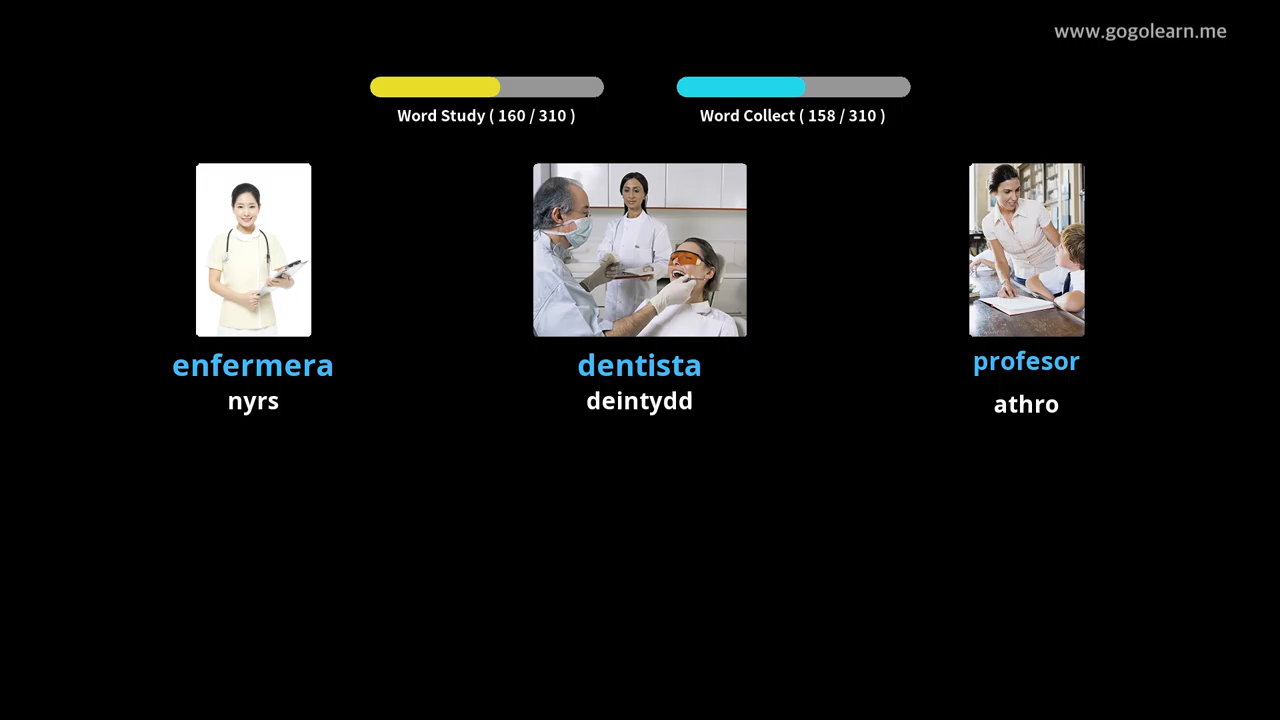 www.gogolearn.me
Word Study ( 160 / 310 )
Word Collect ( 158 / 310 )
enfermera
nyrs
dentista
deintydd
profesor
athro